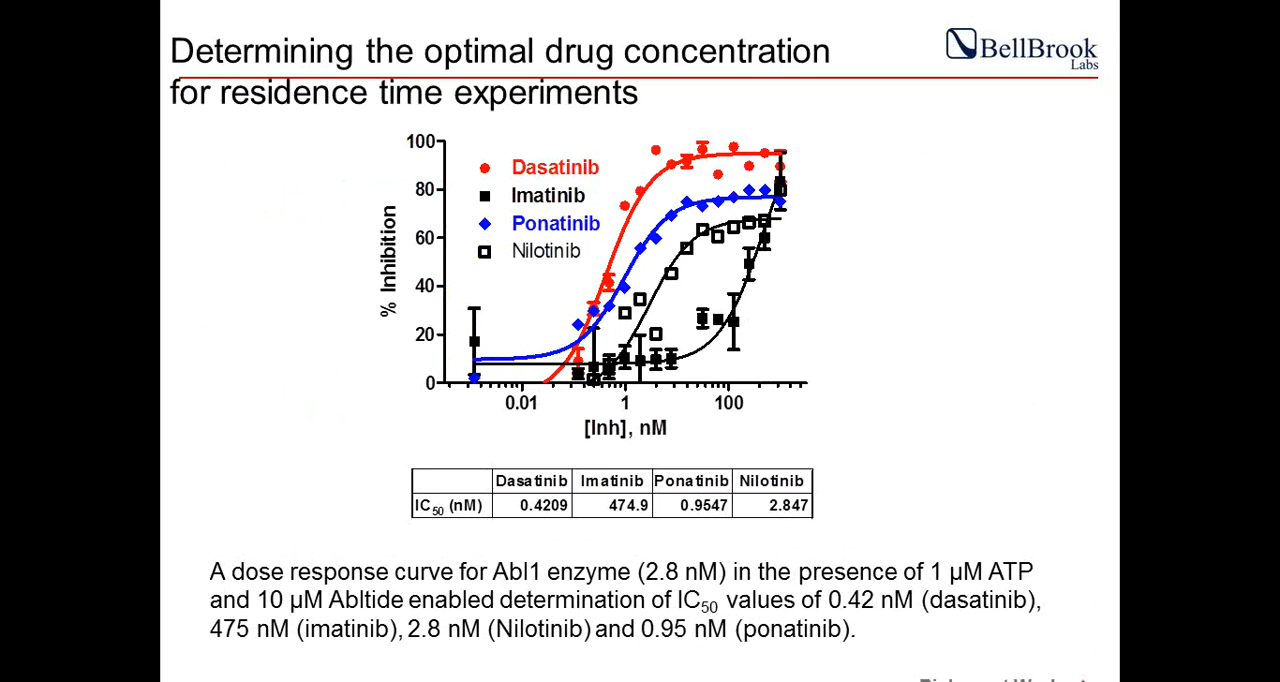 Determining the optimal drug concentration
for residence time experiments
BellBrook
Labs
100
80
60
40
20
0
% Inhibition
Dasatinib
Imatinib
Ponatinib
Nilotinib
0.01 1 100
[Inh], nM
Dasatinib Imatinib Ponatinib Nilotinib
IC50 (nM) 0.4209 474.9 0.9547 2.847
A dose response curve for Abl1 enzyme (2.8 nM) in the presence of 1 µM ATP
and 10 µM Abltide enabled determination of IC50 values of 0.42 nM (dasatinib),
475 nM (imatinib), 2.8 nM (Nilotinib) and 0.95 nM (ponatinib).